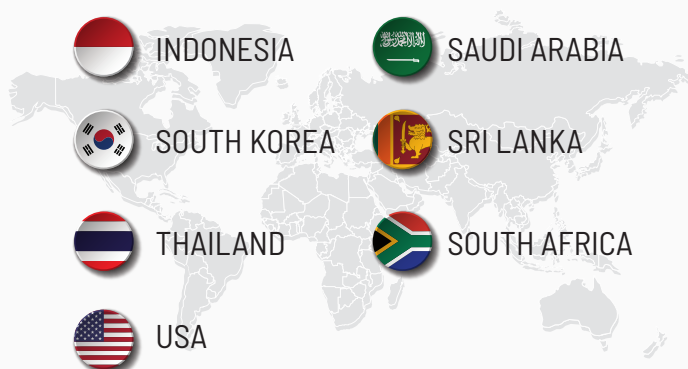 INDONESIA
SAUDI ARABIA
SOUTH KOREA
SRI LANKA
THAILAND
SOUTH AFRICA
USA